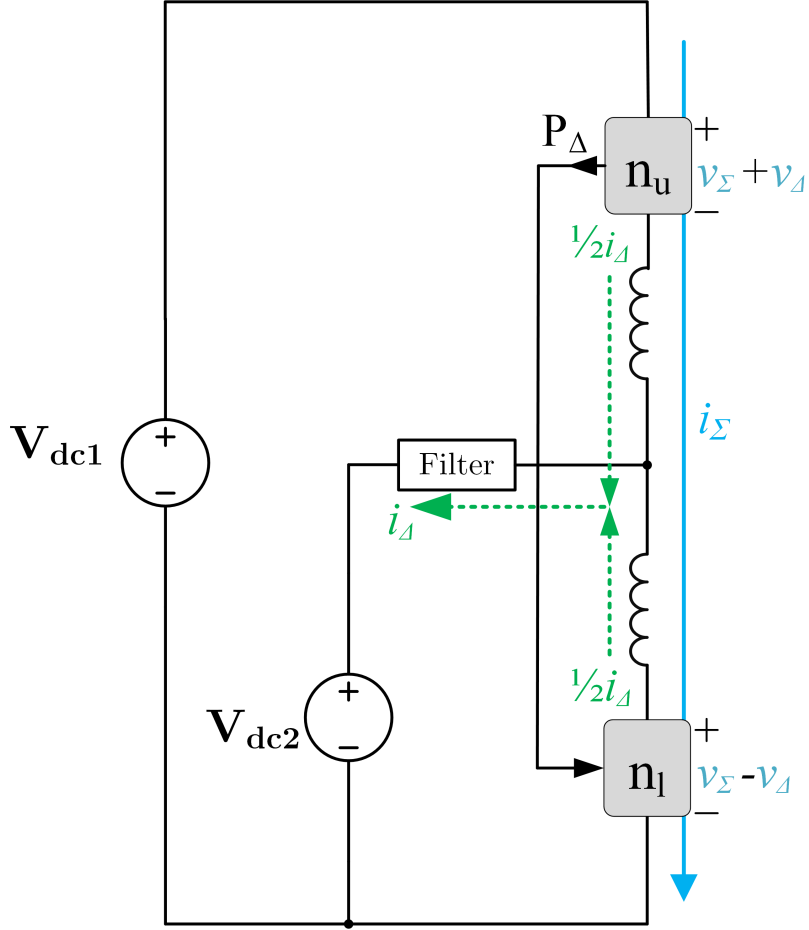 P_Δ
+
n_u
v_Σ+v_Δ
−
½i_Δ
i_Σ
V_dc1
+
−
Filter
i_Δ
½i_Δ
V_dc2
+
−
+
n_l
v_Σ-v_Δ
−